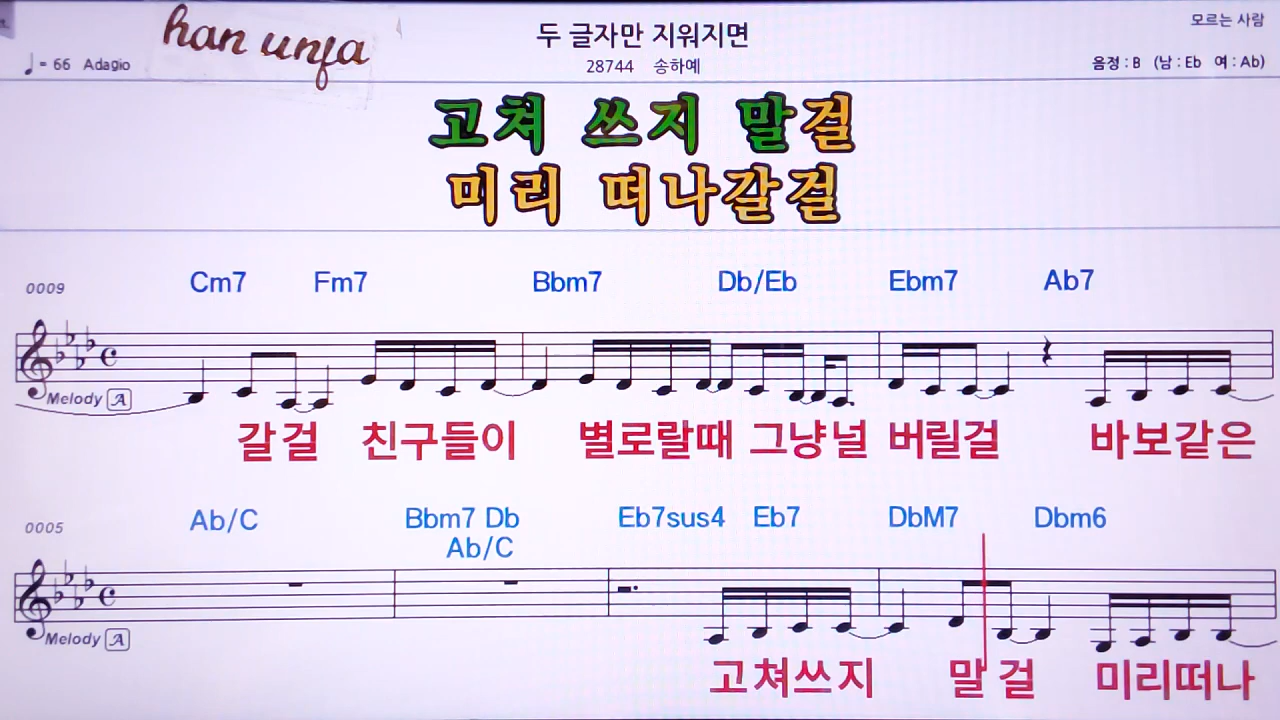 han unja
두 글자만 지워지면
모르는 사람
♩= 66 Adagio
28744 송하예
음정 : B (남 : Eb 여 : Ab)
고쳐 쓰지 말걸
미리 떠나갈걸
0009 Cm7 Fm7 Bbm7 Db/Eb Ebm7 Ab7
Melody A
갈걸 친구들이 별로랄때 그냥널 버릴걸 바보같은
0005 Ab/C Bbm7 Db Eb7sus4 Eb7 DbM7 Dbm6
Ab/C
Melody A
고쳐쓰지 말걸 미리떠나